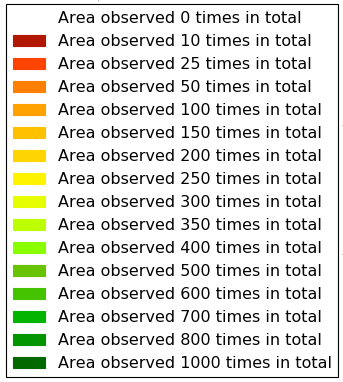 Area observed 0 times in total
Area observed 10 times in total
Area observed 25 times in total
Area observed 50 times in total
Area observed 100 times in total
Area observed 150 times in total
Area observed 200 times in total
Area observed 250 times in total
Area observed 300 times in total
Area observed 350 times in total
Area observed 400 times in total
Area observed 500 times in total
Area observed 600 times in total
Area observed 700 times in total
Area observed 800 times in total
Area observed 1000 times in total